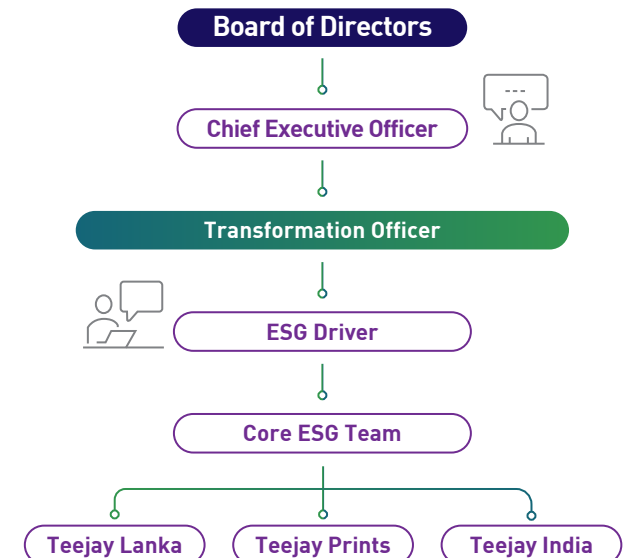 Board of Directors
Chief Executive Officer
Transformation Officer
ESG Driver
Core ESG Team
Teejay Lanka
Teejay Prints
Teejay India